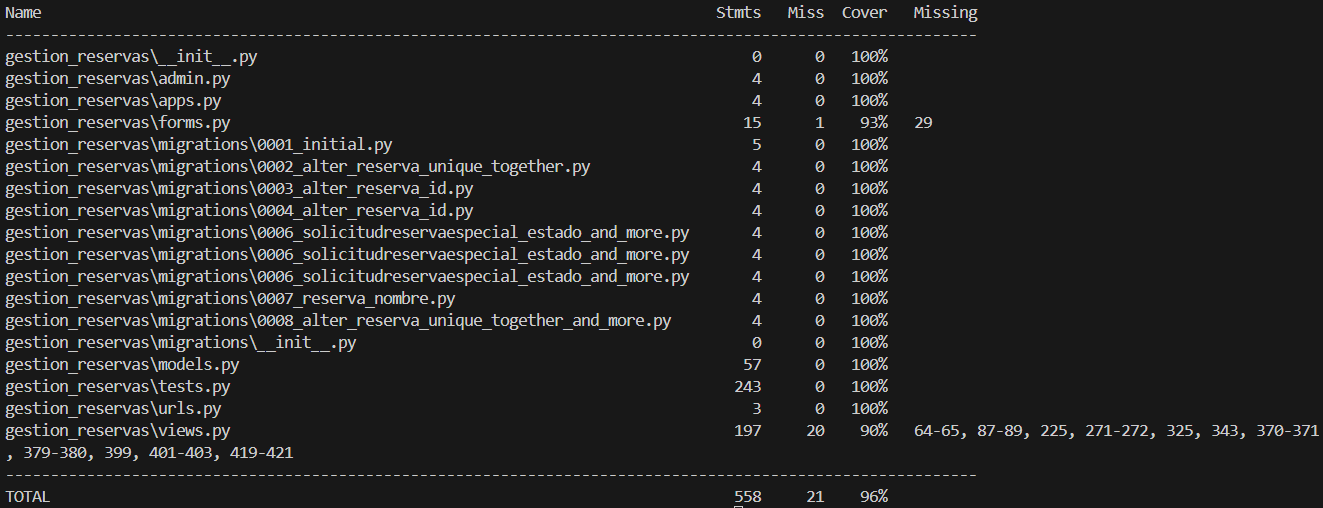 Name Stmts Miss Cover Missing
-----------------------------------------------------------------------------------------------------------
gestion_reservas\__init__.py 0 0 100%
gestion_reservas\admin.py 4 0 100%
gestion_reservas\apps.py 4 0 100%
gestion_reservas\forms.py 15 1 93% 29
gestion_reservas\migrations\0001_initial.py 5 0 100%
gestion_reservas\migrations\0002_alter_reserva_unique_together.py 4 0 100%
gestion_reservas\migrations\0003_alter_reserva_id.py 4 0 100%
gestion_reservas\migrations\0004_alter_reserva_id.py 4 0 100%
gestion_reservas\migrations\0006_solicitudreservaespecial_estado_and_more.py 4 0 100%
gestion_reservas\migrations\0006_solicitudreservaespecial_estado_and_more.py 4 0 100%
gestion_reservas\migrations\0006_solicitudreservaespecial_estado_and_more.py 4 0 100%
gestion_reservas\migrations\0007_reserva_nombre.py 4 0 100%
gestion_reservas\migrations\0008_alter_reserva_unique_together_and_more.py 4 0 100%
gestion_reservas\migrations\__init__.py 0 0 100%
gestion_reservas\models.py 57 0 100%
gestion_reservas\tests.py 243 0 100%
gestion_reservas\urls.py 3 0 100%
gestion_reservas\views.py 197 20 90% 64-65, 87-89, 225, 271-272, 325, 343, 370-371
, 379-380, 399, 401-403, 419-421
-----------------------------------------------------------------------------------------------------------
TOTAL 558 21 96%